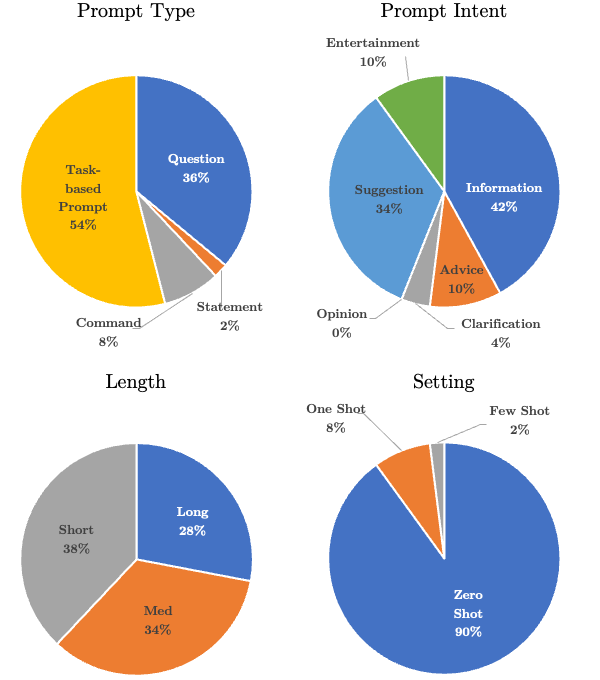 Prompt Type
Question
36%
Statement
2%
Command
8%
Task-
based
Prompt
54%
Prompt Intent
Entertainment
10%
Information
42%
Advice
10%
Clarification
4%
Opinion
0%
Suggestion
34%
Length
Long
28%
Med
34%
Short
38%
Setting
One Shot
8%
Few Shot
2%
Zero
Shot
90%